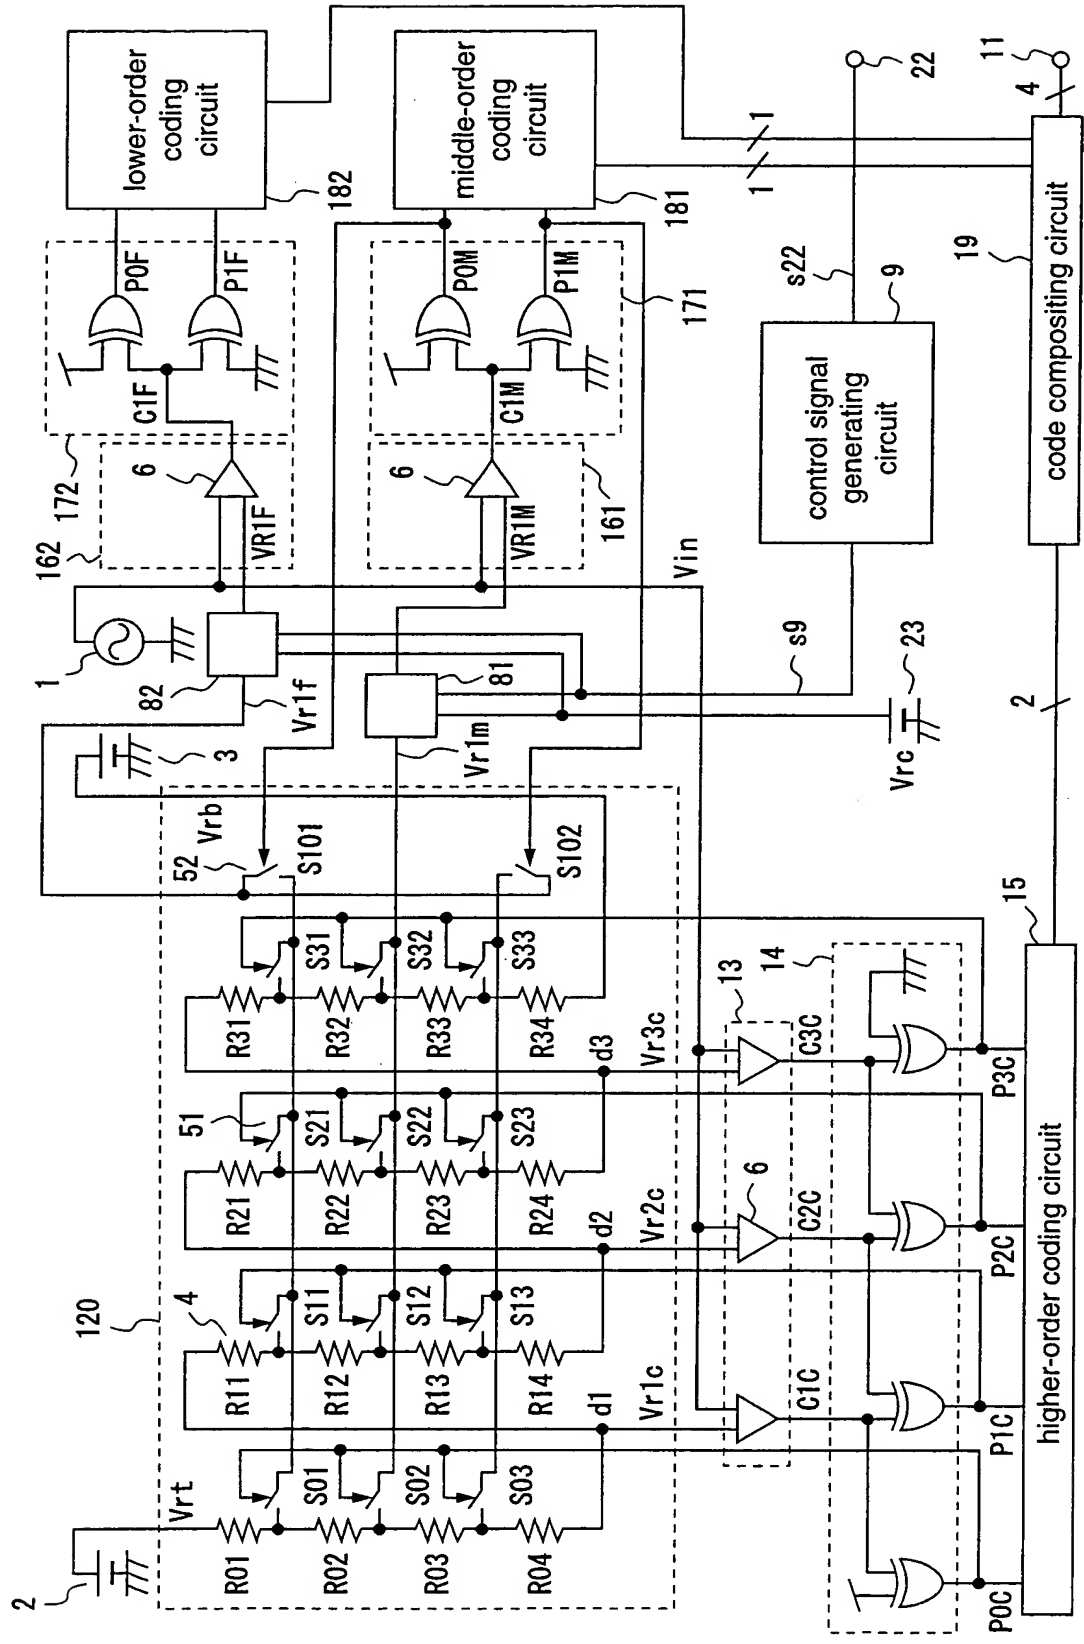 lower-order
coding
circuit
182
middle-order
coding
circuit
181
1
1
22
11
4
P0F
P1F
C1F
172
P0M
P1M
C1M
171
s22
9
19
code compositing circuit
control signal
generating
circuit
162
6
VR1F
6
VR1M
161
Vin
1
82
Vr1f
81
Vr1m
s9
23
Vrc
2
3
Vrb
52
S101
S102
120
2
Vrt
4
51
R01
R02
R03
R04
S01
S02
S03
R11
R12
R13
R14
S11
S12
S13
R21
R22
R23
R24
S21
S22
S23
R31
R32
R33
R34
S31
S32
S33
d1
d2
d3
Vr1c
Vr2c
Vr3c
13
6
C1C
C2C
C3C
14
P0C
P1C
P2C
P3C
15
higher-order coding circuit